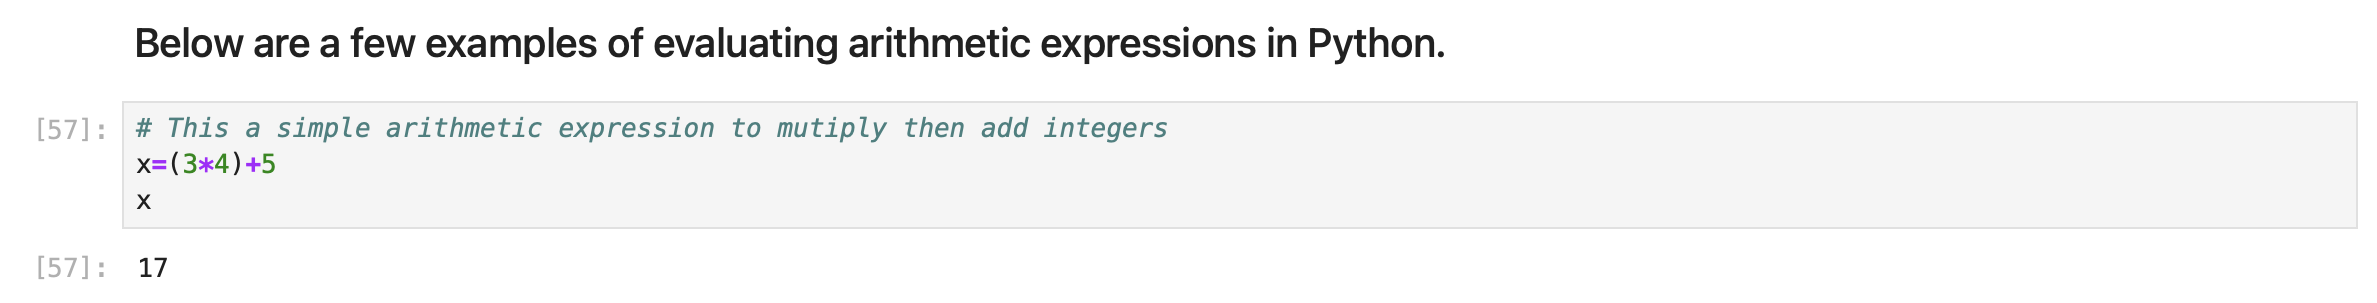 Below are a few examples of evaluating arithmetic expressions in Python.
[57]: # This a simple arithmetic expression to mutiply then add integers
x=(3*4)+5
x
[57]: 17